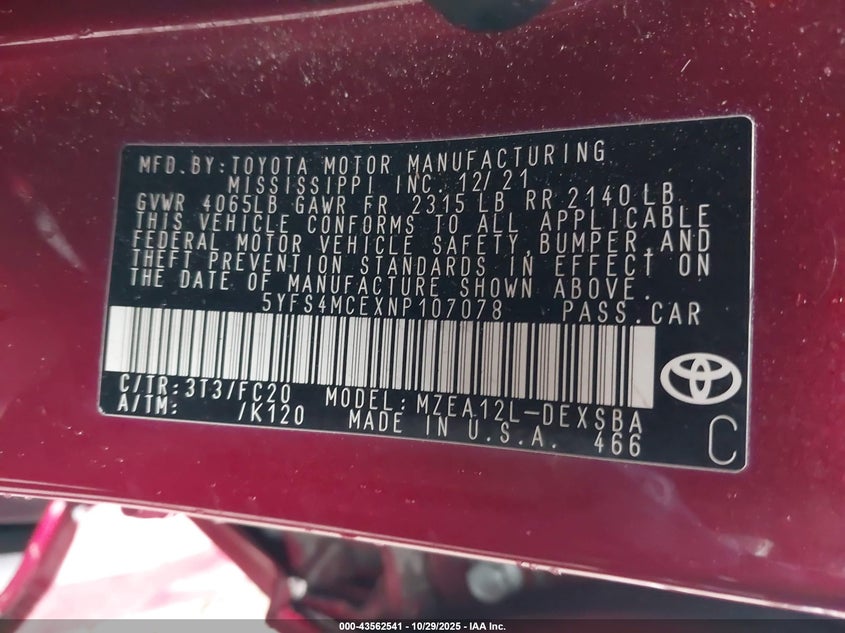 MFD.BY:TOYOTA MOTOR MANUFACTURING
MISSISSIPPI INC. 12/21
GVWR 4065LB GAWR FR 2315LB RR 2140LB
THIS VEHICLE CONFORMS TO ALL APPLICABLE
FEDERAL MOTOR VEHICLE SAFETY,BUMPER,AND
THEFT PREVENTION STANDARDS IN EFFECT ON
THE DATE OF MANUFACTURE SHOWN ABOVE.
5YFS4MCEXNP107078 PASS.CAR
C/TR:3T3/FC20 MODEL:MZEA12L-DEXSBA
A/TM: /K120 MADE IN U.S.A. 466
C
000-43562541 - 10/29/2025 - IAA Inc.